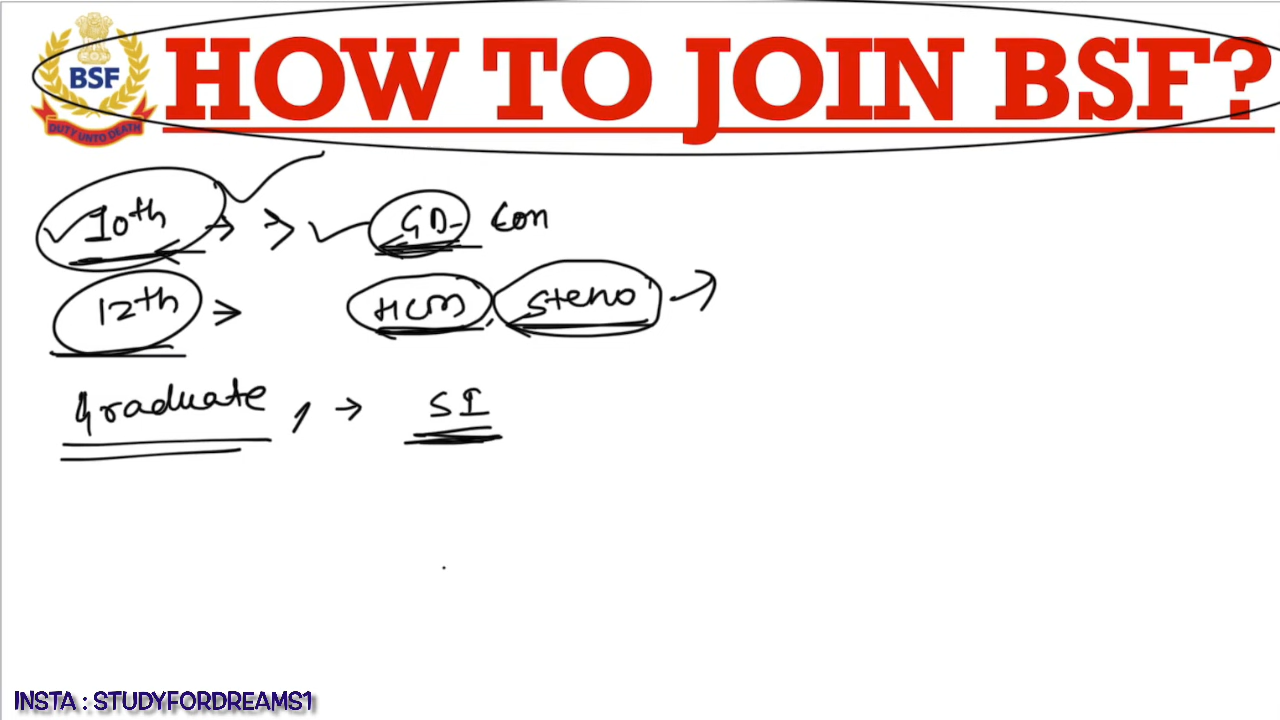 BSF
DUTY UNTO DEATH
HOW TO JOIN BSF?
10th → > GD- Con
12th > HCM, Steno →
Graduate, → SI
INSTA : STUDYFORDREAMS1